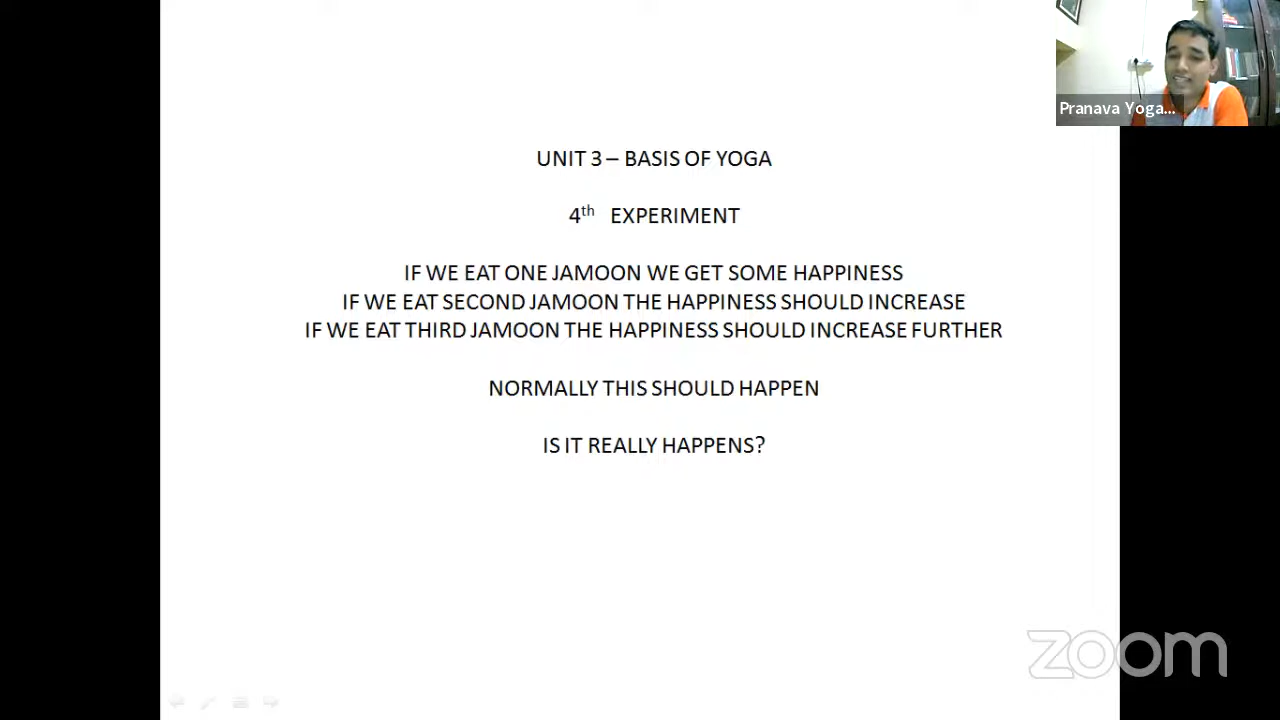 Pranava Yoga...
UNIT 3 – BASIS OF YOGA
4th EXPERIMENT
IF WE EAT ONE JAMOON WE GET SOME HAPPINESS
IF WE EAT SECOND JAMOON THE HAPPINESS SHOULD INCREASE
IF WE EAT THIRD JAMOON THE HAPPINESS SHOULD INCREASE FURTHER
NORMALLY THIS SHOULD HAPPEN
IS IT REALLY HAPPENS?
zoom